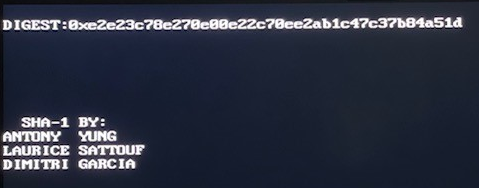 DIGEST:0xe2e23c78e270e00e22c70ee2ab1c47c37b84a51d
SHA-1 BY:
ANTONY YUNG
LAURICE SATTOUF
DIMITRI GARCIA